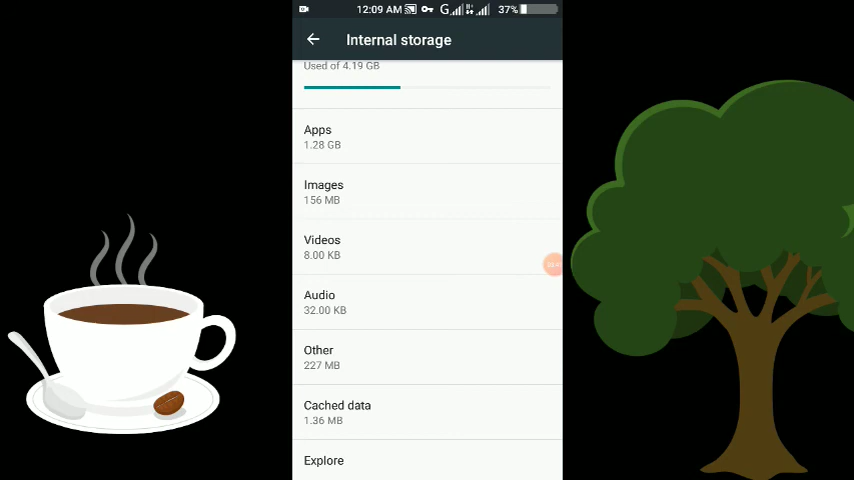 12:09 AM G 37%
Internal storage
Used of 4.19 GB
Apps
1.28 GB
Images
156 MB
Videos
8.00 KB
Audio
32.00 KB
Other
227 MB
Cached data
1.36 MB
Explore